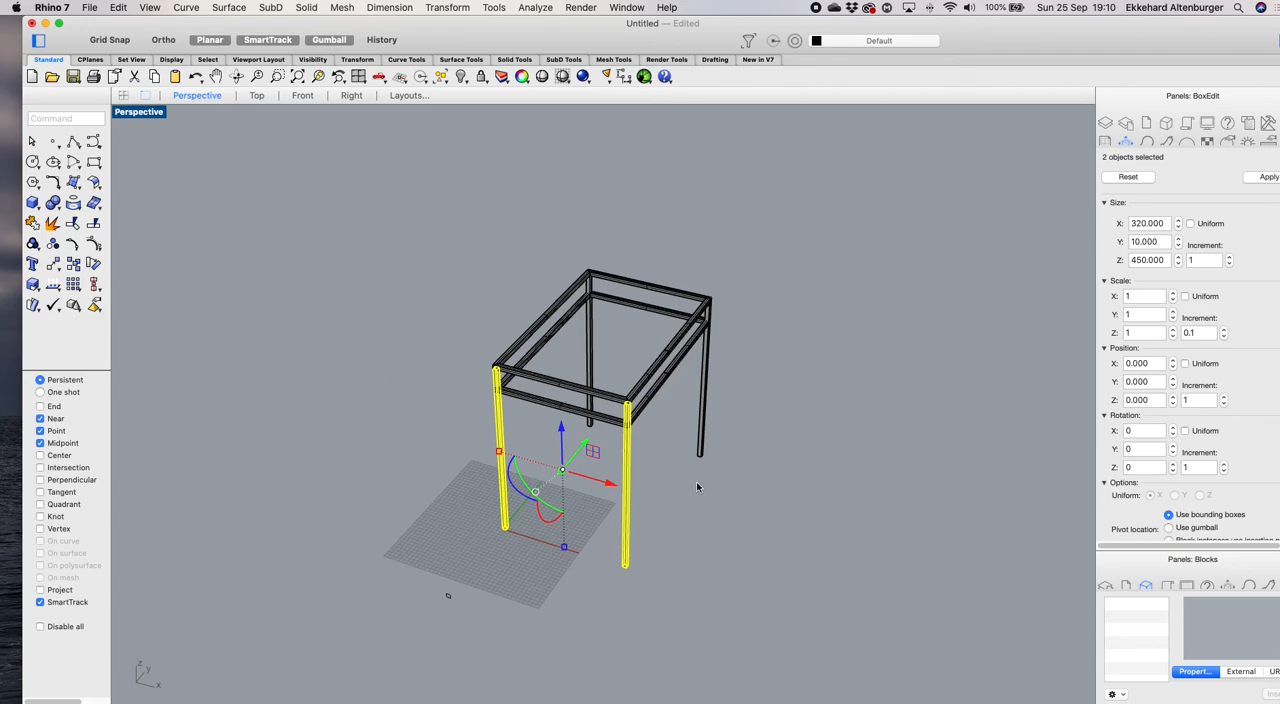 Rhino 7 File Edit View Curve Surface SubD Solid Mesh Dimension Transform Tools Analyze Render Window Help 100% Sun 25 Sep 19:10 Ekkehard Altenburger
Untitled — Edited
Grid Snap Ortho Planar SmartTrack Gumball History Default
Standard CPlanes Set View Display Select Viewport Layout Visibility Transform Curve Tools Surface Tools Solid Tools SubD Tools Mesh Tools Render Tools Drafting New in V7
Perspective Top Front Right Layouts...
Panels: BoxEdit
Perspective
Command
2 objects selected
Reset Apply
Size:
X: 320.000 Uniform
Y: 10.000 Increment:
Z: 450.000 1
Scale:
X: 1 Uniform
Y: 1 Increment:
Z: 1 0.1
Position:
X: 0.000 Uniform
Y: 0.000 Increment:
Z: 0.000 1
Rotation:
X: 0 Uniform
Y: 0 Increment:
Z: 0 1
Options:
Uniform: X Y Z
Use bounding boxes
Pivot location: Use gumball
Panels: Blocks
Propert... External UR
Persistent
One shot
End
Near
Point
Midpoint
Center
Intersection
Perpendicular
Tangent
Quadrant
Knot
Vertex
On curve
On surface
On polysurface
On mesh
Project
SmartTrack
Disable all
z
y
x